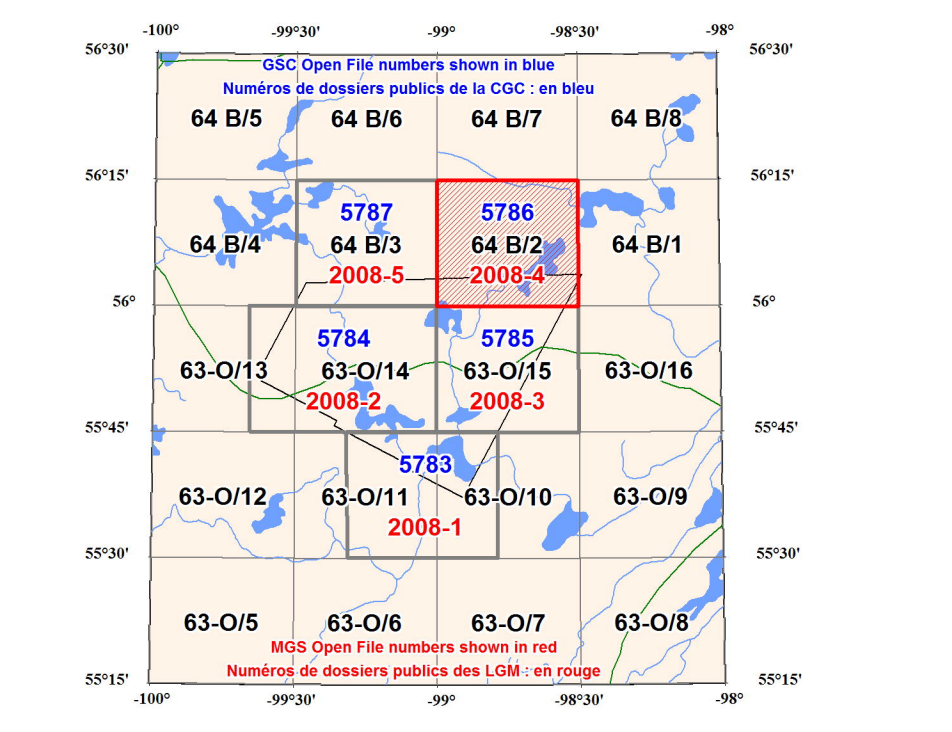 -100° -99°30' -99° -98°30' -98°
56°30' 56°30'
GSC Open File numbers shown in blue
Numéros de dossiers publics de la CGC : en bleu
64 B/5 64 B/6 64 B/7 64 B/8
56°15' 56°15'
5787 5786
64 B/4 64 B/3 64 B/2 64 B/1
2008-5 2008-4
56° 56°
5784 5785
63-O/13 63-O/14 63-O/15 63-O/16
2008-2 2008-3
55°45' 55°45'
5783
63-O/12 63-O/11 63-O/10 63-O/9
2008-1
55°30' 55°30'
63-O/5 63-O/6 63-O/7 63-O/8
MGS Open File numbers shown in red
Numéros de dossiers publics des LGM : en rouge
55°15' 55°15'
-100° -99°30' -99° -98°30' -98°